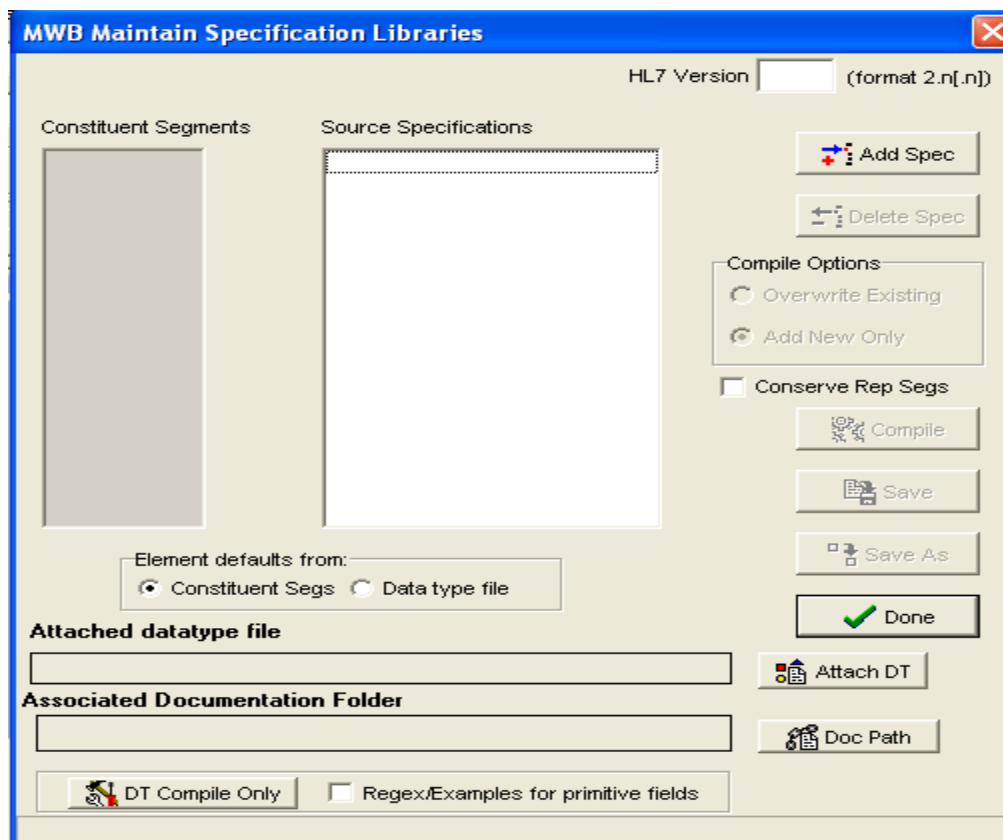 MWB Maintain Specification Libraries
HL7 Version (format 2.n[.n])
Constituent Segments
Source Specifications
Add Spec
Delete Spec
Compile Options
Overwrite Existing
Add New Only
Conserve Rep Segs
Compile
Save
Save As
Element defaults from:
Constituent Segs Data type file
Done
Attached datatype file
Attach DT
Associated Documentation Folder
Doc Path
DT Compile Only Regex/Examples for primitive fields